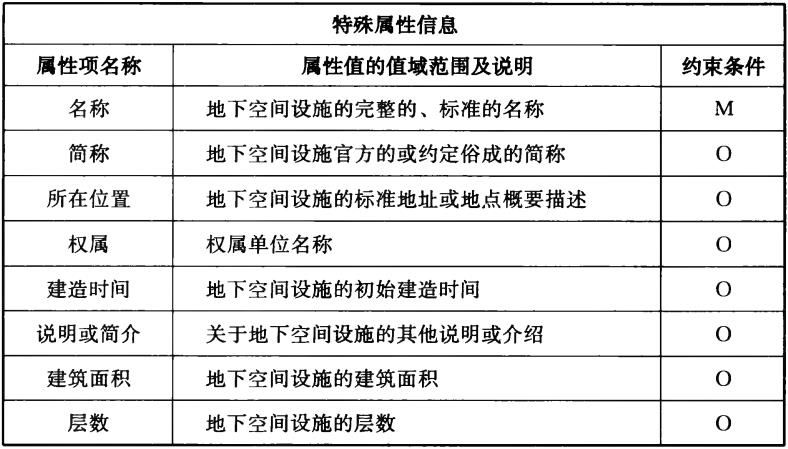 特殊属性信息
属性项名称 属性值的值域范围及说明 约束条件
名称 地下空间设施的完整的、标准的名称 M
简称 地下空间设施官方的或约定俗成的简称 O
所在位置 地下空间设施的标准地址或地点概要描述 O
权属 权属单位名称 O
建造时间 地下空间设施的初始建造时间 O
说明或简介 关于地下空间设施的其他说明或介绍 O
建筑面积 地下空间设施的建筑面积 O
层数 地下空间设施的层数 O